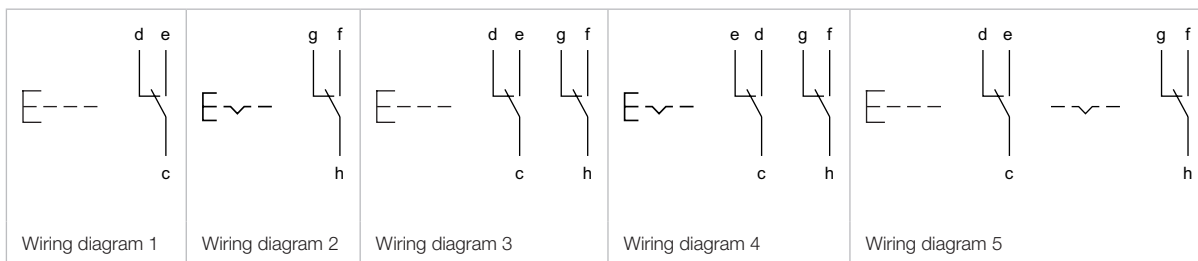 d e
c
Wiring diagram 1
g f
h
Wiring diagram 2
d e g f
c h
Wiring diagram 3
e d g f
c h
Wiring diagram 4
d e g f
c h
Wiring diagram 5